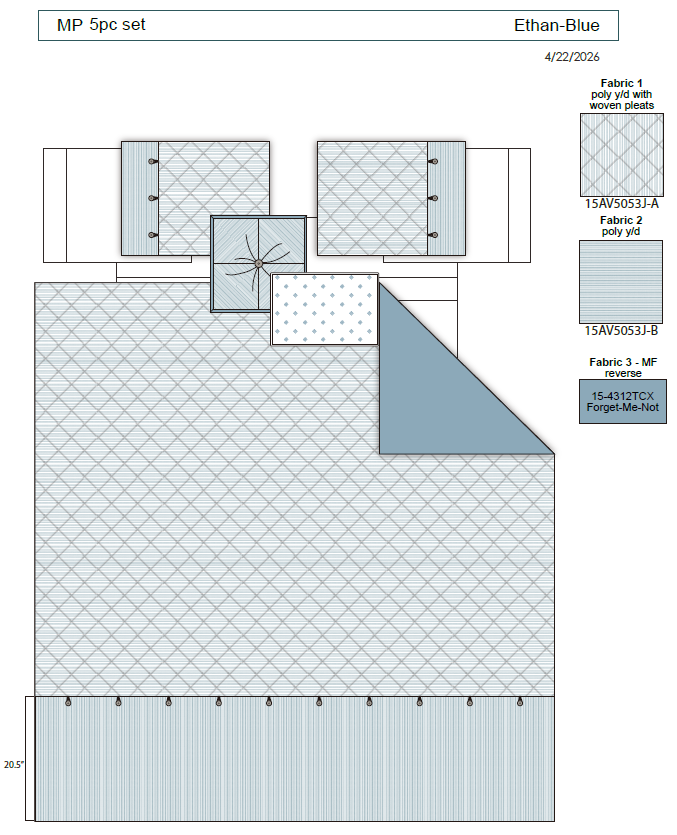 MP 5pc set
Ethan-Blue
4/22/2026
Fabric 1
poly y/d with
woven pleats
15AV5053J-A
Fabric 2
poly y/d
15AV5053J-B
Fabric 3 - MF
reverse
15-4312TCX
Forget-Me-Not
20.5"